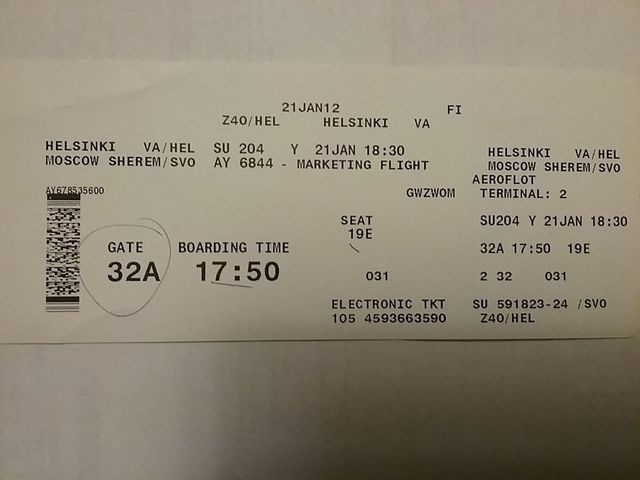 21JAN12 FI
Z40/HEL HELSINKI VA
HELSINKI VA/HEL SU 204 Y 21JAN 18:30
MOSCOW SHEREM/SVO AY 6844 - MARKETING FLIGHT
HELSINKI VA/HEL
MOSCOW SHEREM/SVO
AEROFLOT
GWZWOM TERMINAL: 2
AY678535600
SEAT
19E
SU204 Y 21JAN 18:30
GATE BOARDING TIME
32A 17:50
32A 17:50 19E
031
2 32 031
ELECTRONIC TKT SU 591823-24 /SVO
105 4593663590 Z40/HEL